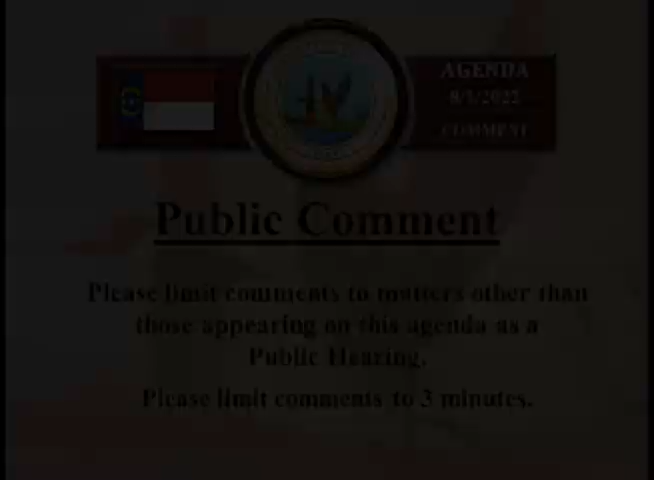 AGENDA
8/1/2022
COMMENT
Public Comment
Please limit comments to matters other than
those appearing on this agenda as a
Public Hearing.
Please limit comments to 3 minutes.